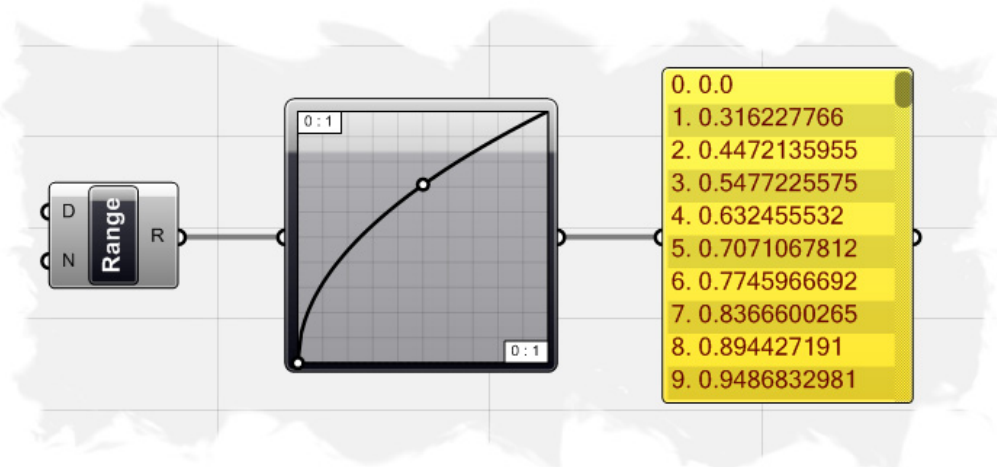 D
N
Range
R
0 : 1
0 : 1
0. 0.0
1. 0.316227766
2. 0.4472135955
3. 0.5477225575
4. 0.632455532
5. 0.7071067812
6. 0.7745966692
7. 0.8366600265
8. 0.894427191
9. 0.9486832981